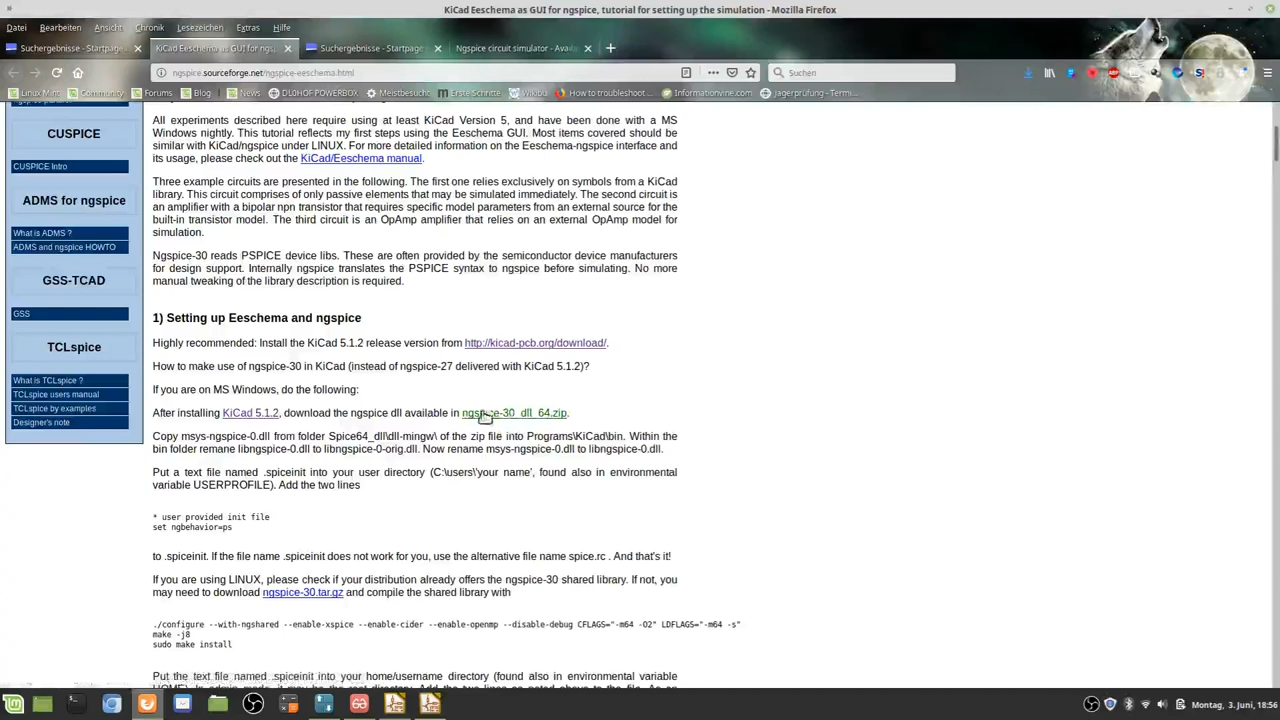 KiCad Eeschema as GUI for ngspice, tutorial for setting up the simulation - Mozilla Firefox
Datei Bearbeiten Ansicht Chronik Lesezeichen Extras Hilfe
Suchergebnisse - Startpage
KiCad Eeschema as GUI for ngs
Suchergebnisse - Startpage
Ngspice circuit simulator - Avail
ngspice.sourceforge.net/ngspice-eeschema.html
Suchen
Linux Mint Community Forums Blog News DL0HOF POWERBOX Meistbesucht Erste Schritte Wikibu How to troubleshoot ... Informationvine.com Jägerprüfung - Termi...
CUSPICE
CUSPICE Intro
ADMS for ngspice
What is ADMS ?
ADMS and ngspice HOWTO
GSS-TCAD
GSS
TCLspice
What is TCLspice ?
TCLspice users manual
TCLspice by examples
Designer's note
All experiments described here require using at least KiCad Version 5, and have been done with a MS
Windows nightly. This tutorial reflects my first steps using the Eeschema GUI. Most items covered should be
similar with KiCad/ngspice under LINUX. For more detailed information on the Eeschema-ngspice interface and
its usage, please check out the KiCad/Eeschema manual.
Three example circuits are presented in the following. The first one relies exclusively on symbols from a KiCad
library. This circuit comprises of only passive elements that may be simulated immediately. The second circuit is
an amplifier with a bipolar npn transistor that requires specific model parameters from an external source for the
built-in transistor model. The third circuit is an OpAmp amplifier that relies on an external OpAmp model for
simulation.
Ngspice-30 reads PSPICE device libs. These are often provided by the semiconductor device manufacturers
for design support. Internally ngspice translates the PSPICE syntax to ngspice before simulating. No more
manual tweaking of the library description is required.
1) Setting up Eeschema and ngspice
Highly recommended: Install the KiCad 5.1.2 release version from http://kicad-pcb.org/download/.
How to make use of ngspice-30 in KiCad (instead of ngspice-27 delivered with KiCad 5.1.2)?
If you are on MS Windows, do the following:
After installing KiCad 5.1.2, download the ngspice dll available in ngspice-30_dll_64.zip.
Copy msys-ngspice-0.dll from folder Spice64_dll\dll-mingw\ of the zip file into Programs\KiCad\bin. Within the
bin folder remane libngspice-0.dll to libngspice-0-orig.dll. Now rename msys-ngspice-0.dll to libngspice-0.dll.
Put a text file named .spiceinit into your user directory (C:\users\'your name', found also in environmental
variable USERPROFILE). Add the two lines
* user provided init file
set ngbehavior=ps
to .spiceinit. If the file name .spiceinit does not work for you, use the alternative file name spice.rc . And that's it!
If you are using LINUX, please check if your distribution already offers the ngspice-30 shared library. If not, you
may need to download ngspice-30.tar.gz and compile the shared library with
./configure --with-ngshared --enable-xspice --enable-cider --enable-openmp --disable-debug CFLAGS="-m64 -O2" LDFLAGS="-m64 -s"
make -j8
sudo make install
Put the text file named .spiceinit into your home/username directory (found also in environmental variable
Montag, 3. Juni, 18:56